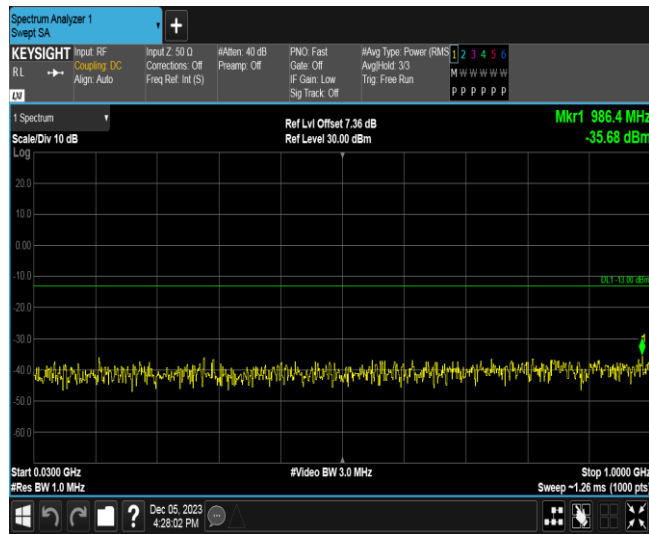 Spectrum Analyzer 1
Swept SA
+
KEYSIGHT
RL
LXI
Input: RF
Coupling: DC
Align: Auto
Input Z: 50 Ω
Corrections: Off
Freq Ref: Int (S)
#Atten: 40 dB
Preamp: Off
PNO: Fast
Gate: Off
IF Gain: Low
Sig Track: Off
#Avg Type: Power (RMS
Avg|Hold: 3/3
Trig: Free Run
1 2 3 4 5 6
M W W W W W
P P P P P P
1 Spectrum
Scale/Div 10 dB
Log
Ref Lvl Offset 7.36 dB
Ref Level 30.00 dBm
Mkr1 986.4 MHz
-35.68 dBm
20.0
10.0
0.00
-10.0
DL1 -13.00 dBm
-20.0
-30.0
1
-40.0
-50.0
-60.0
Start 0.0300 GHz
#Video BW 3.0 MHz
Stop 1.0000 GHz
#Res BW 1.0 MHz
Sweep ~1.26 ms (1000 pts)
?
Dec 05, 2023
4:28:02 PM